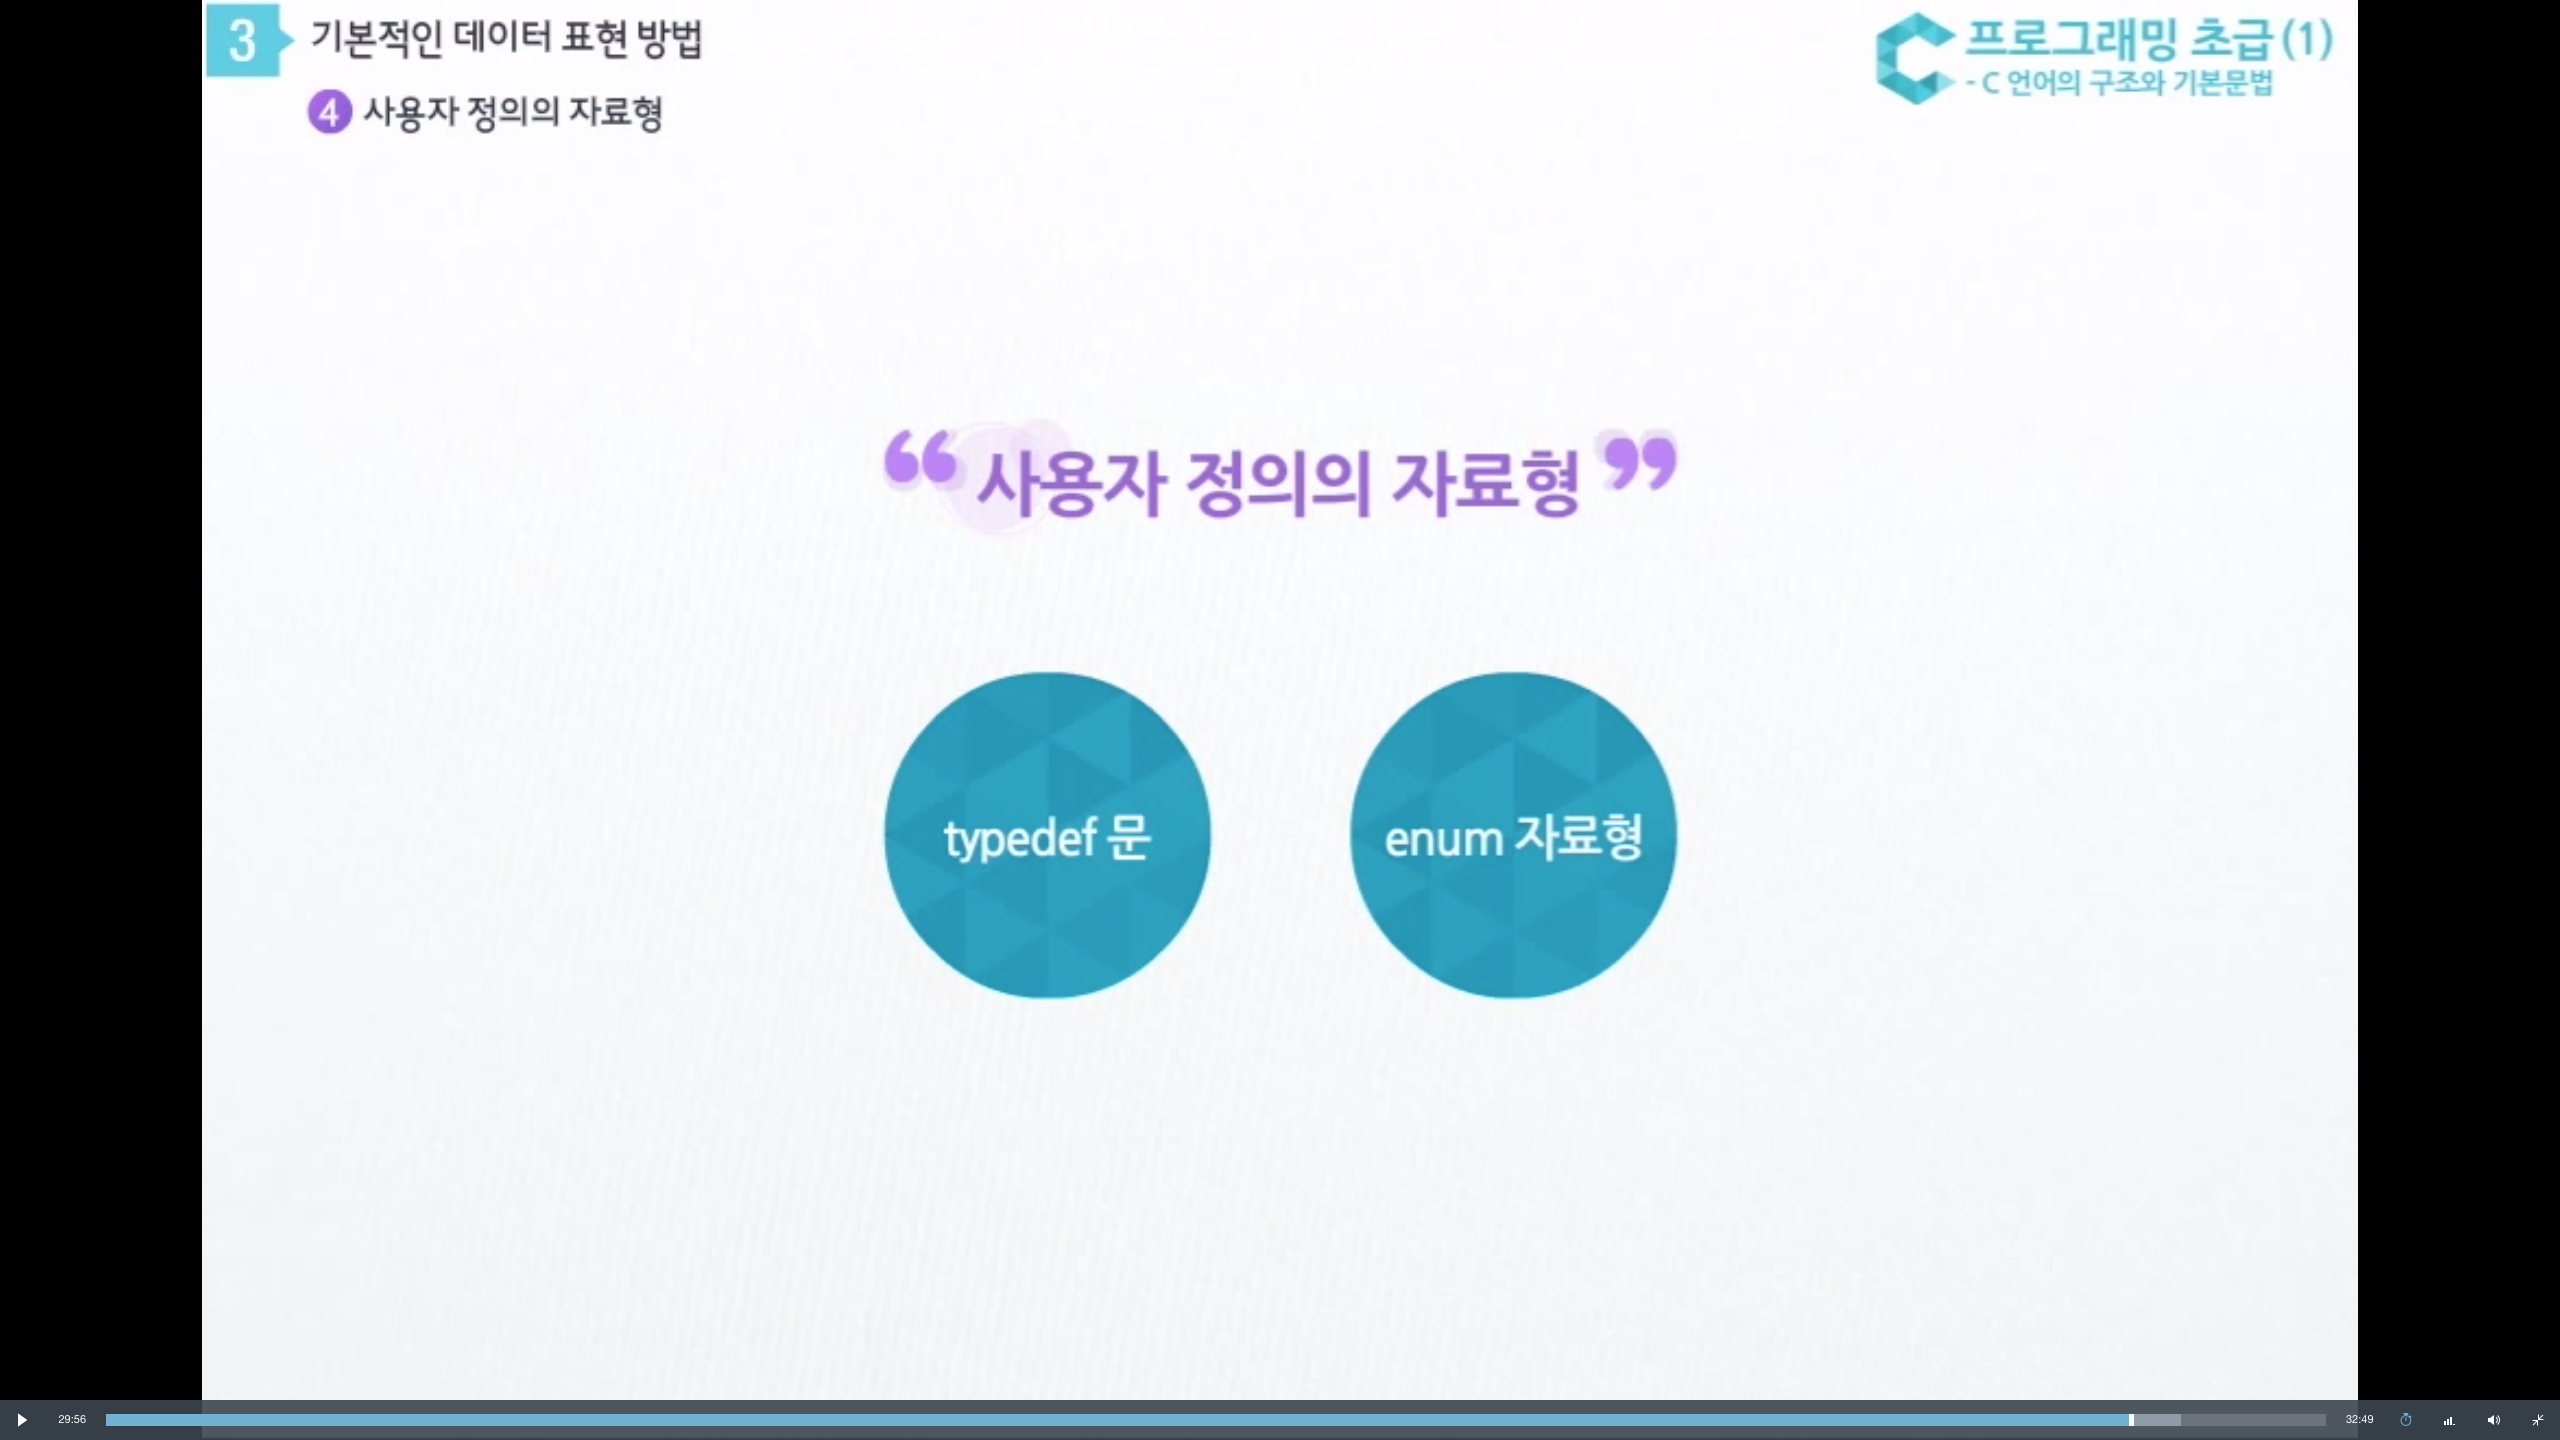 3 기본적인 데이터 표현 방법
4 사용자 정의의 자료형
프로그래밍 초급(1)
- C 언어의 구조와 기본문법
“ 사용자 정의의 자료형 ”
typedef 문
enum 자료형
29:56
32:49